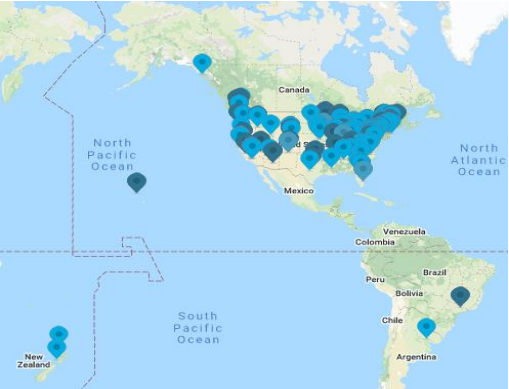 Canada
North
Pacific
Ocean
d S
North
Atlantic
Ocean
Mexico
Venezuela
Colombia
Brazil
Peru
Bolivia
South
Pacific
Ocean
Chile
New
Zealand
Argentina